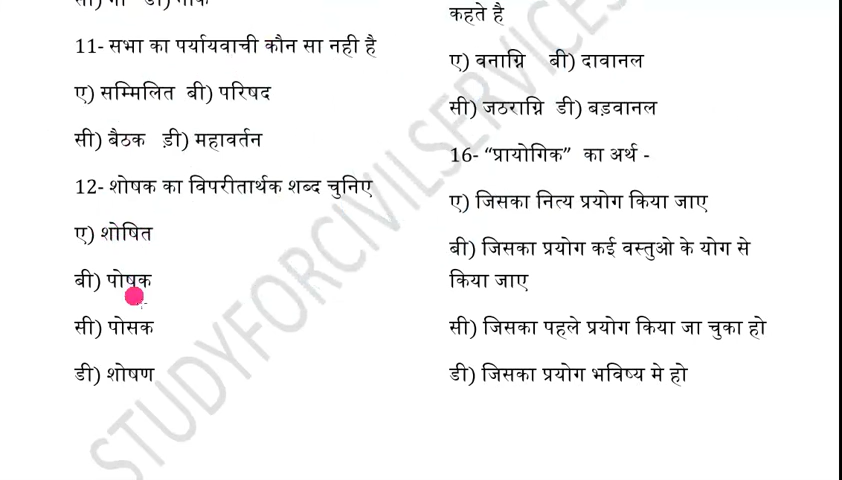 11- सभा का पर्यायवाची कौन सा नही है
ए) सम्मिलित बी) परिषद
सी) बैठक ड़ी) महावर्तन
12- शोषक का विपरीतार्थक शब्द चुनिए
ए) शोषित
बी) पोषक
सी) पोसक
डी) शोषण
कहते है
ए) वनाग्नि बी) दावानल
सी) जठराग्नि डी) बड़वानल
16- “प्रायोगिक” का अर्थ -
ए) जिसका नित्य प्रयोग किया जाए
बी) जिसका प्रयोग कई वस्तुओ के योग से
किया जाए
सी) जिसका पहले प्रयोग किया जा चुका हो
डी) जिसका प्रयोग भविष्य मे हो
STUDYFORCIVILSERVICES